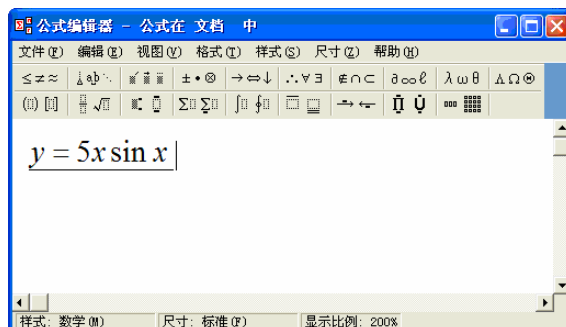 公式编辑器 - 公式在 文档 中
文件(F) 编辑(E) 视图(V) 格式(T) 样式(S) 尺寸(Z) 帮助(H)
≤≠≈ ±•⊗ →⇔↓ ∴∀∃ ∉∩⊂ ∂∞ℓ λωθ ΛΩ⊕
y = 5x sin x
样式: 数学(M) 尺寸: 标准(F) 显示比例: 200%